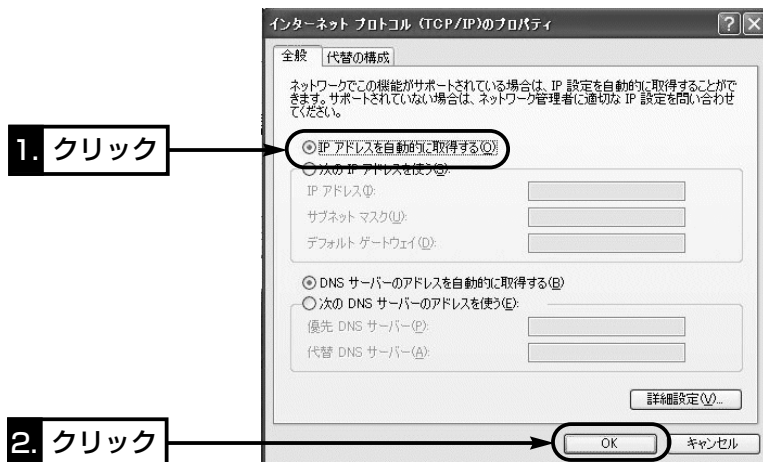 インターネット プロトコル (TCP/IP)のプロパティ
全般 代替の構成
ネットワークでこの機能がサポートされている場合は、IP 設定を自動的に取得することがで
きます。サポートされていない場合は、ネットワーク管理者に適切な IP 設定を問い合わせ
てください。
1. クリック
IP アドレスを自動的に取得する(O)
次の IP アドレスを使う(S):
IP アドレス(I):
サブネット マスク(U):
デフォルト ゲートウェイ(D):
DNS サーバーのアドレスを自動的に取得する(B)
次の DNS サーバーのアドレスを使う(E):
優先 DNS サーバー(P):
代替 DNS サーバー(A):
詳細設定(V)...
2. クリック
OK キャンセル